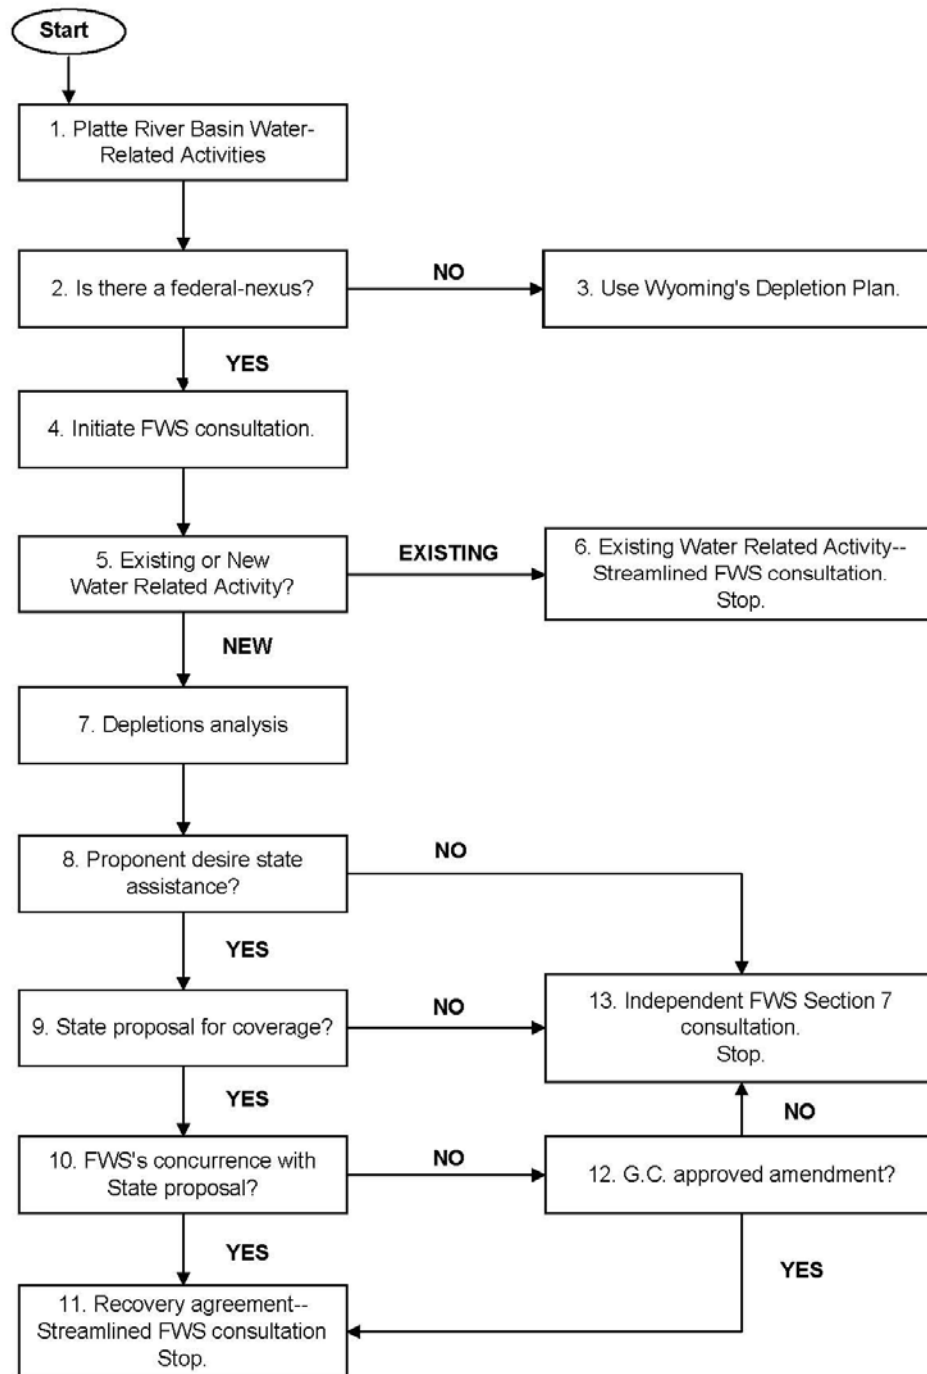 Start
1. Platte River Basin Water-
Related Activities
2. Is there a federal-nexus?
NO
3. Use Wyoming's Depletion Plan.
YES
4. Initiate FWS consultation.
5. Existing or New
Water Related Activity?
EXISTING
6. Existing Water Related Activity--
Streamlined FWS consultation.
Stop.
NEW
7. Depletions analysis
8. Proponent desire state
assistance?
NO
YES
9. State proposal for coverage?
NO
13. Independent FWS Section 7
consultation.
Stop.
YES
NO
10. FWS's concurrence with
State proposal?
NO
12. G.C. approved amendment?
YES
YES
11. Recovery agreement--
Streamlined FWS consultation
Stop.